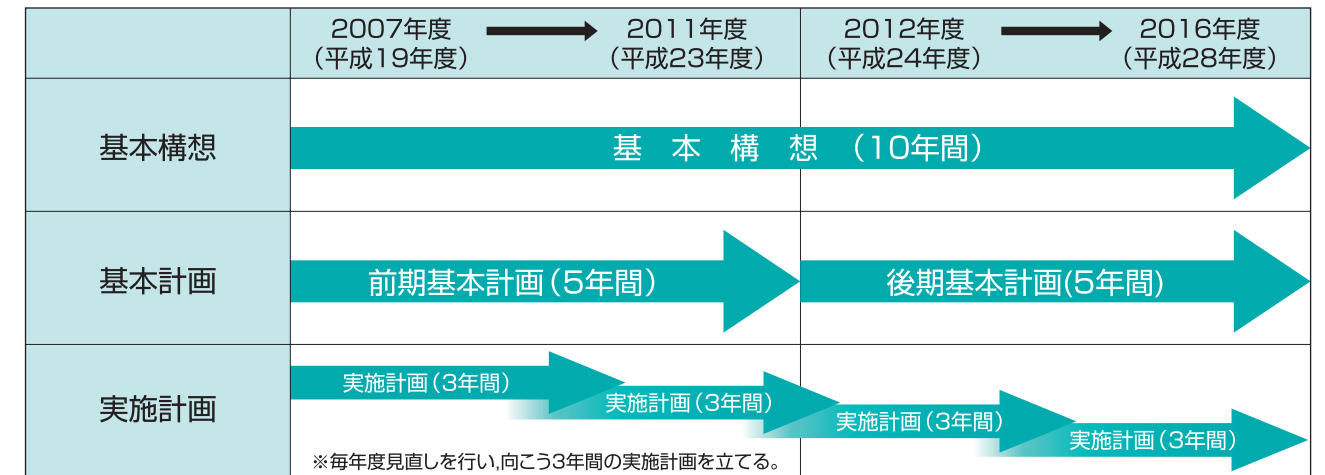 2007年度 2011年度 2012年度 2016年度
(平成19年度) (平成23年度) (平成24年度) (平成28年度)
基本構想
基本構想(10年間)
基本計画
前期基本計画(5年間)
後期基本計画(5年間)
実施計画
実施計画(3年間)
実施計画(3年間)
実施計画(3年間)
実施計画(3年間)
※毎年度見直しを行い,向こう3年間の実施計画を立てる。